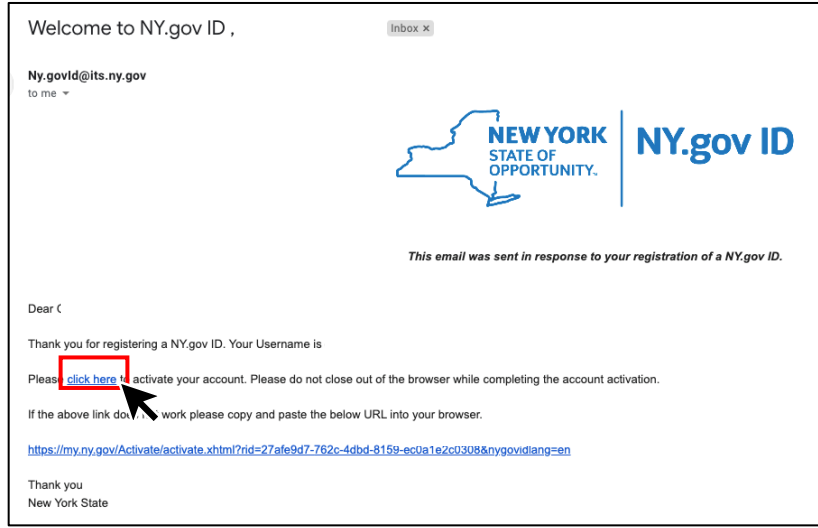 Welcome to NY.gov ID ,
Inbox ×
Ny.govId@its.ny.gov
to me
NEW YORK
STATE OF
OPPORTUNITY.
NY.gov ID
This email was sent in response to your registration of a NY.gov ID.
Dear
Thank you for registering a NY.gov ID. Your Username is
Please click here to activate your account. Please do not close out of the browser while completing the account activation.
If the above link work please copy and paste the below URL into your browser.
https://my.ny.gov/Activate/activate.xhtml?rid=27afe9d7-762c-4dbd-8159-ec0a1e2c0308&nygovidlang=en
Thank you
New York State